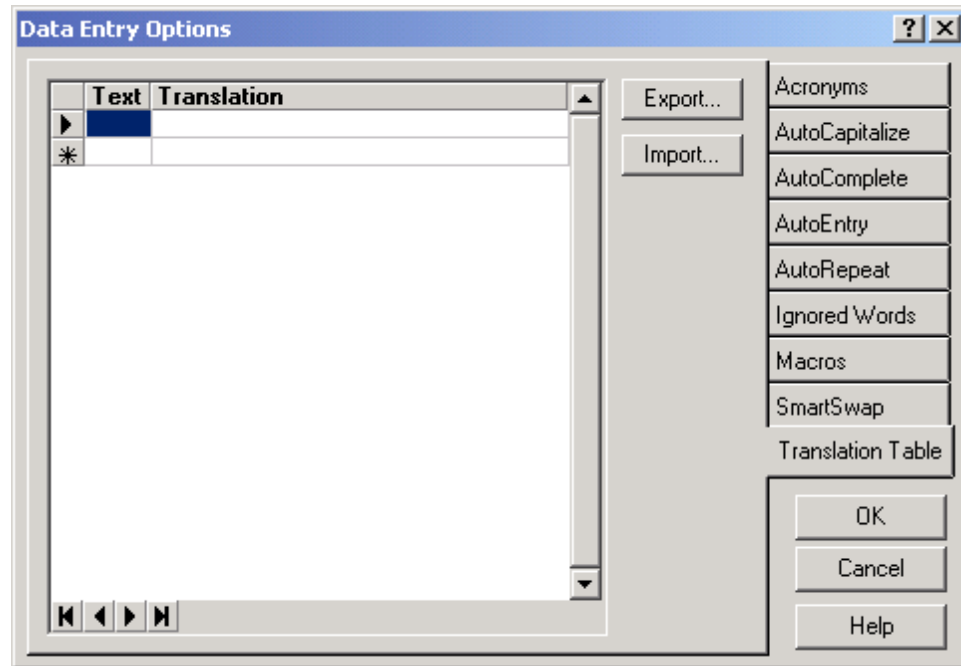 Data Entry Options
Text Translation
Export...
Import...
Acronyms
AutoCapitalize
AutoComplete
AutoEntry
AutoRepeat
Ignored Words
Macros
SmartSwap
Translation Table
OK
Cancel
Help